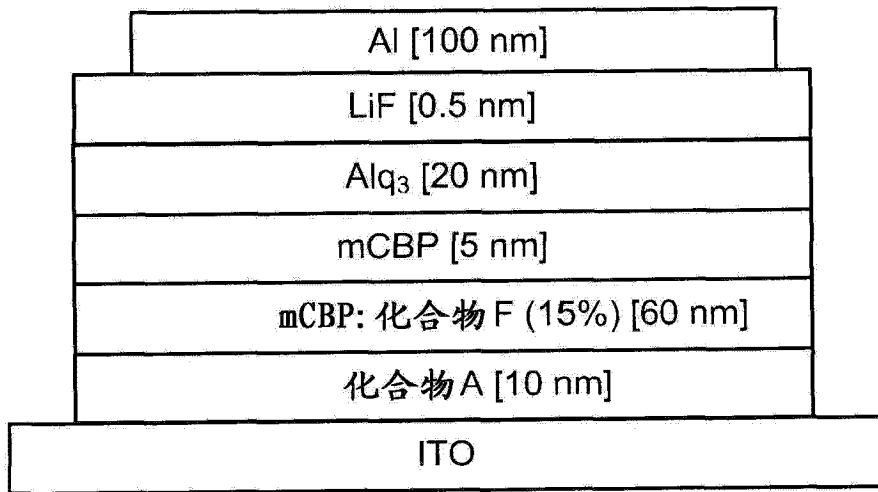 Al [100 nm]
LiF [0.5 nm]
Alq₃ [20 nm]
mCBP [5 nm]
mCBP: 化合物 F (15%) [60 nm]
化合物 A [10 nm]
ITO